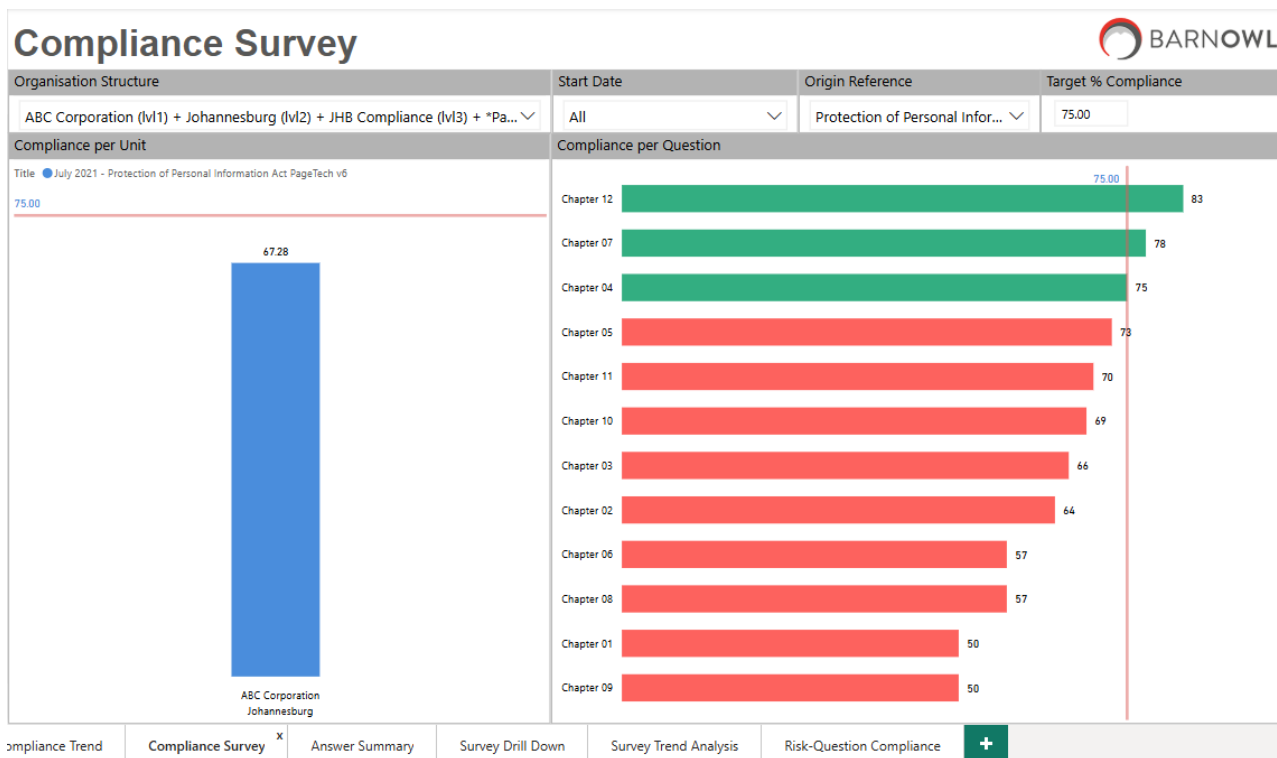 Compliance Survey
BARNOWL
Organisation Structure
Start Date
Origin Reference
Target % Compliance
ABC Corporation (lvl1) + Johannesburg (lvl2) + JHB Compliance (lvl3) + *Pa...
All
Protection of Personal Infor...
75.00
Compliance per Unit
Compliance per Question
Title July 2021 - Protection of Personal Information Act PageTech v6
75.00
67.28
ABC Corporation
Johannesburg
75.00
Chapter 12 83
Chapter 07 78
Chapter 04 75
Chapter 05 73
Chapter 11 70
Chapter 10 69
Chapter 03 66
Chapter 02 64
Chapter 06 57
Chapter 08 57
Chapter 01 50
Chapter 09 50
ompliance Trend
Compliance Survey x
Answer Summary
Survey Drill Down
Survey Trend Analysis
Risk-Question Compliance
+